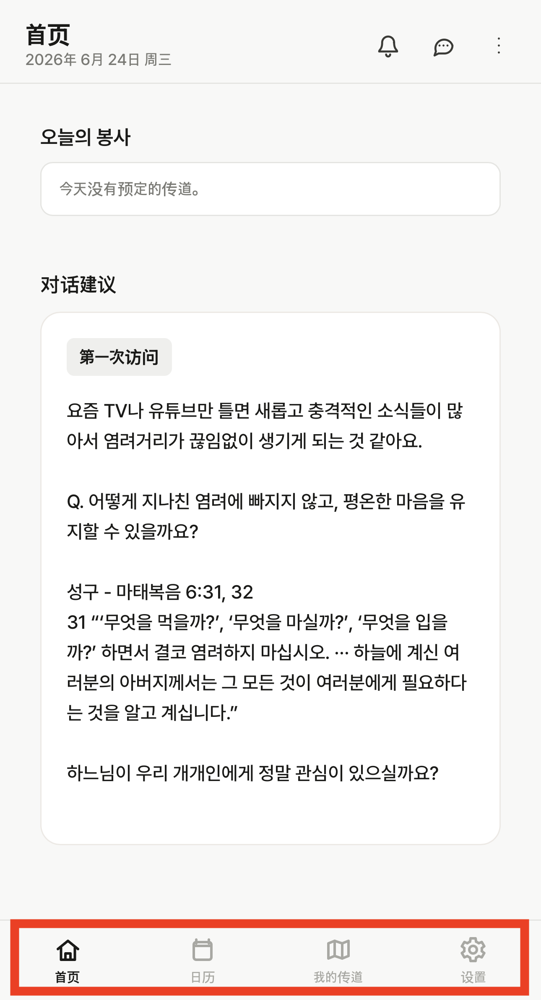 首页
2026年 6月 24日 周三
오늘의 봉사
今天没有预定的传道。
对话建议
第一次访问
요즘 TV나 유튜브만 틀면 새롭고 충격적인 소식들이 많
아서 염려거리가 끊임없이 생기게 되는 것 같아요.
Q. 어떻게 지나친 염려에 빠지지 않고, 평온한 마음을 유
지할 수 있을까요?
성구 - 마태복음 6:31, 32
31 “‘무엇을 먹을까?’, ‘무엇을 마실까?’, ‘무엇을 입을
까?’ 하면서 결코 염려하지 마십시오. … 하늘에 계신 여
러분의 아버지께서는 그 모든 것이 여러분에게 필요하다
는 것을 알고 계십니다.”
하느님이 우리 개개인에게 정말 관심이 있으실까요?
首页
日历
我的传道
设置